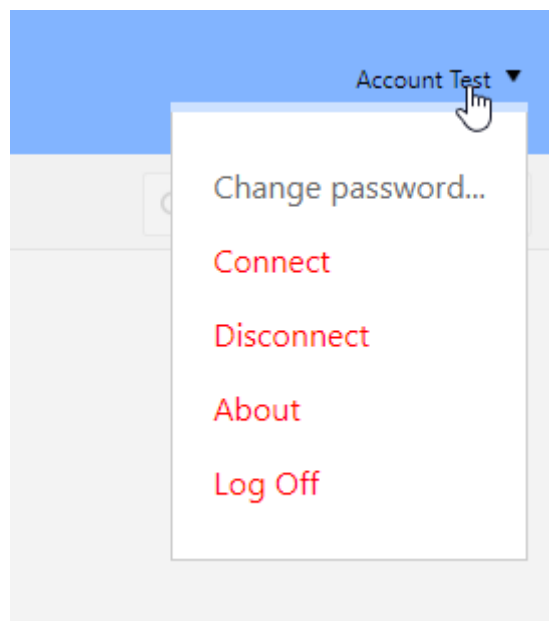 Account Test
Change password...
Connect
Disconnect
About
Log Off